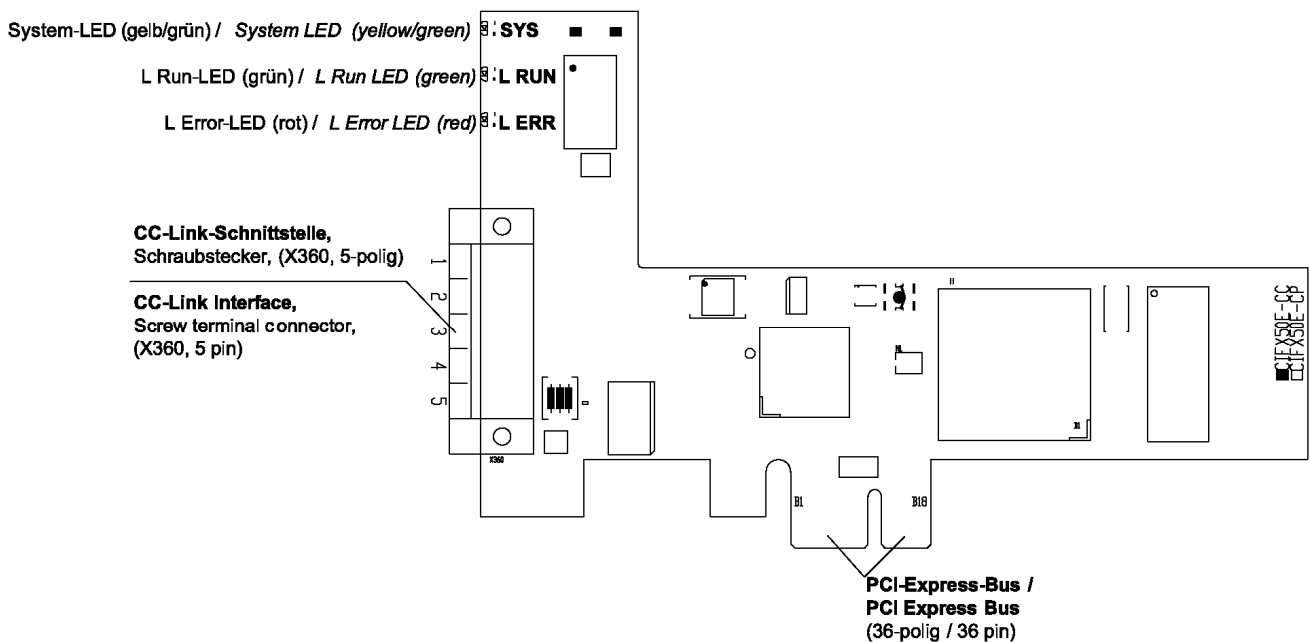 System-LED (gelb/grün) / System LED (yellow/green) SYS
L Run-LED (grün) / L Run LED (green) L RUN
L Error-LED (rot) / L Error LED (red) L ERR
CC-Link-Schnittstelle,
Schraubstecker, (X360, 5-polig)
CC-Link Interface,
Screw terminal connector,
(X360, 5 pin)
1
2
3
4
5
X360
CIFX50E-CC
CIFX50E-CP
B1
B18
PCI-Express-Bus /
PCI Express Bus
(36-polig / 36 pin)